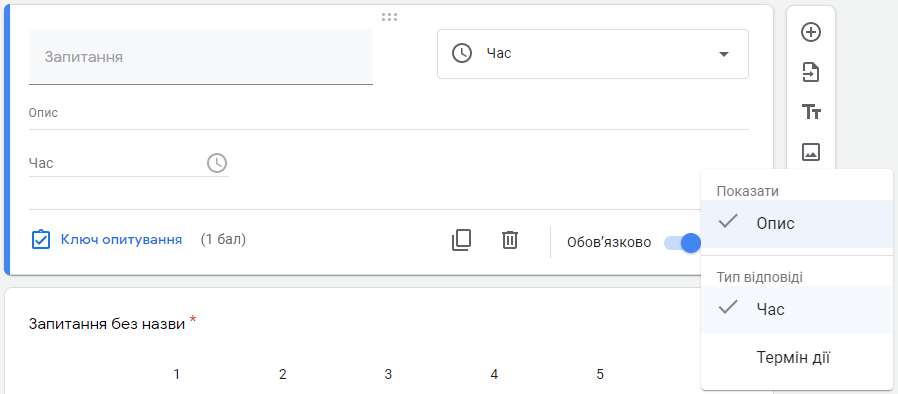 Запитання
Час
Опис
Час
Ключ опитування (1 бал)
Обов'язково
Показати
Опис
Тип відповіді
Час
Термін дії
Запитання без назви *
1 2 3 4 5